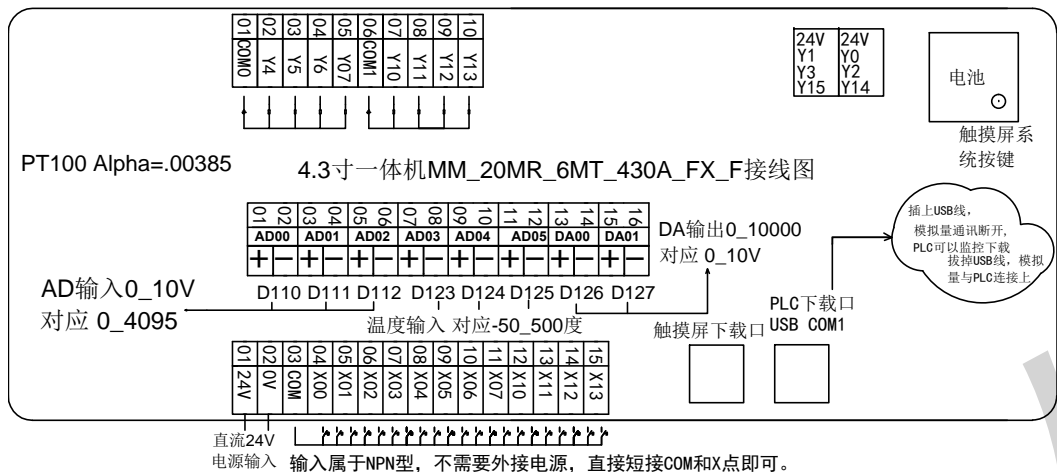 01 02 03 04 05 06 07 08 09 10
COM0 Y4 Y5 Y6 Y07 COM1 Y10 Y11 Y12 Y13
24V 24V
Y1 Y0
Y3 Y2
Y15 Y14
电池
触摸屏系
统按键
PT100 Alpha=.00385
4.3寸一体机MM_20MR_6MT_430A_FX_F接线图
01 02 03 04 05 06 07 08 09 10 11 12 13 14 15 16
AD00 AD01 AD02 AD03 AD04 AD05 DA00 DA01
+ − + − + − + − + − + − + − + −
D110 D111 D112 D123 D124 D125 D126 D127
DA输出0_10000
对应 0_10V
插上USB线，
模拟量通讯断开，
PLC可以监控下载
拔掉USB线，模拟
量与PLC连接上
AD输入0_10V
对应 0_4095
温度输入 对应-50_500度
触摸屏下载口
PLC下载口
USB COM1
01 02 03 04 05 06 07 08 09 10 11 12 13 14 15
24V 0V COM X00 X01 X02 X03 X04 X05 X06 X07 X10 X11 X12 X13
直流24V
电源输入
输入属于NPN型，不需要外接电源，直接短接COM和X点即可。